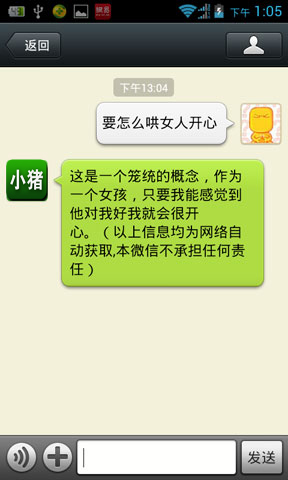 下午 1:05
返回
下午13:04
要怎么哄女人开心
小猪
这是一个笼统的概念，作为
一个女孩，只要我能感觉到
他对我好我就会很开
心。（以上信息均为网络自
动获取,本微信不承担任何责
任）
发送